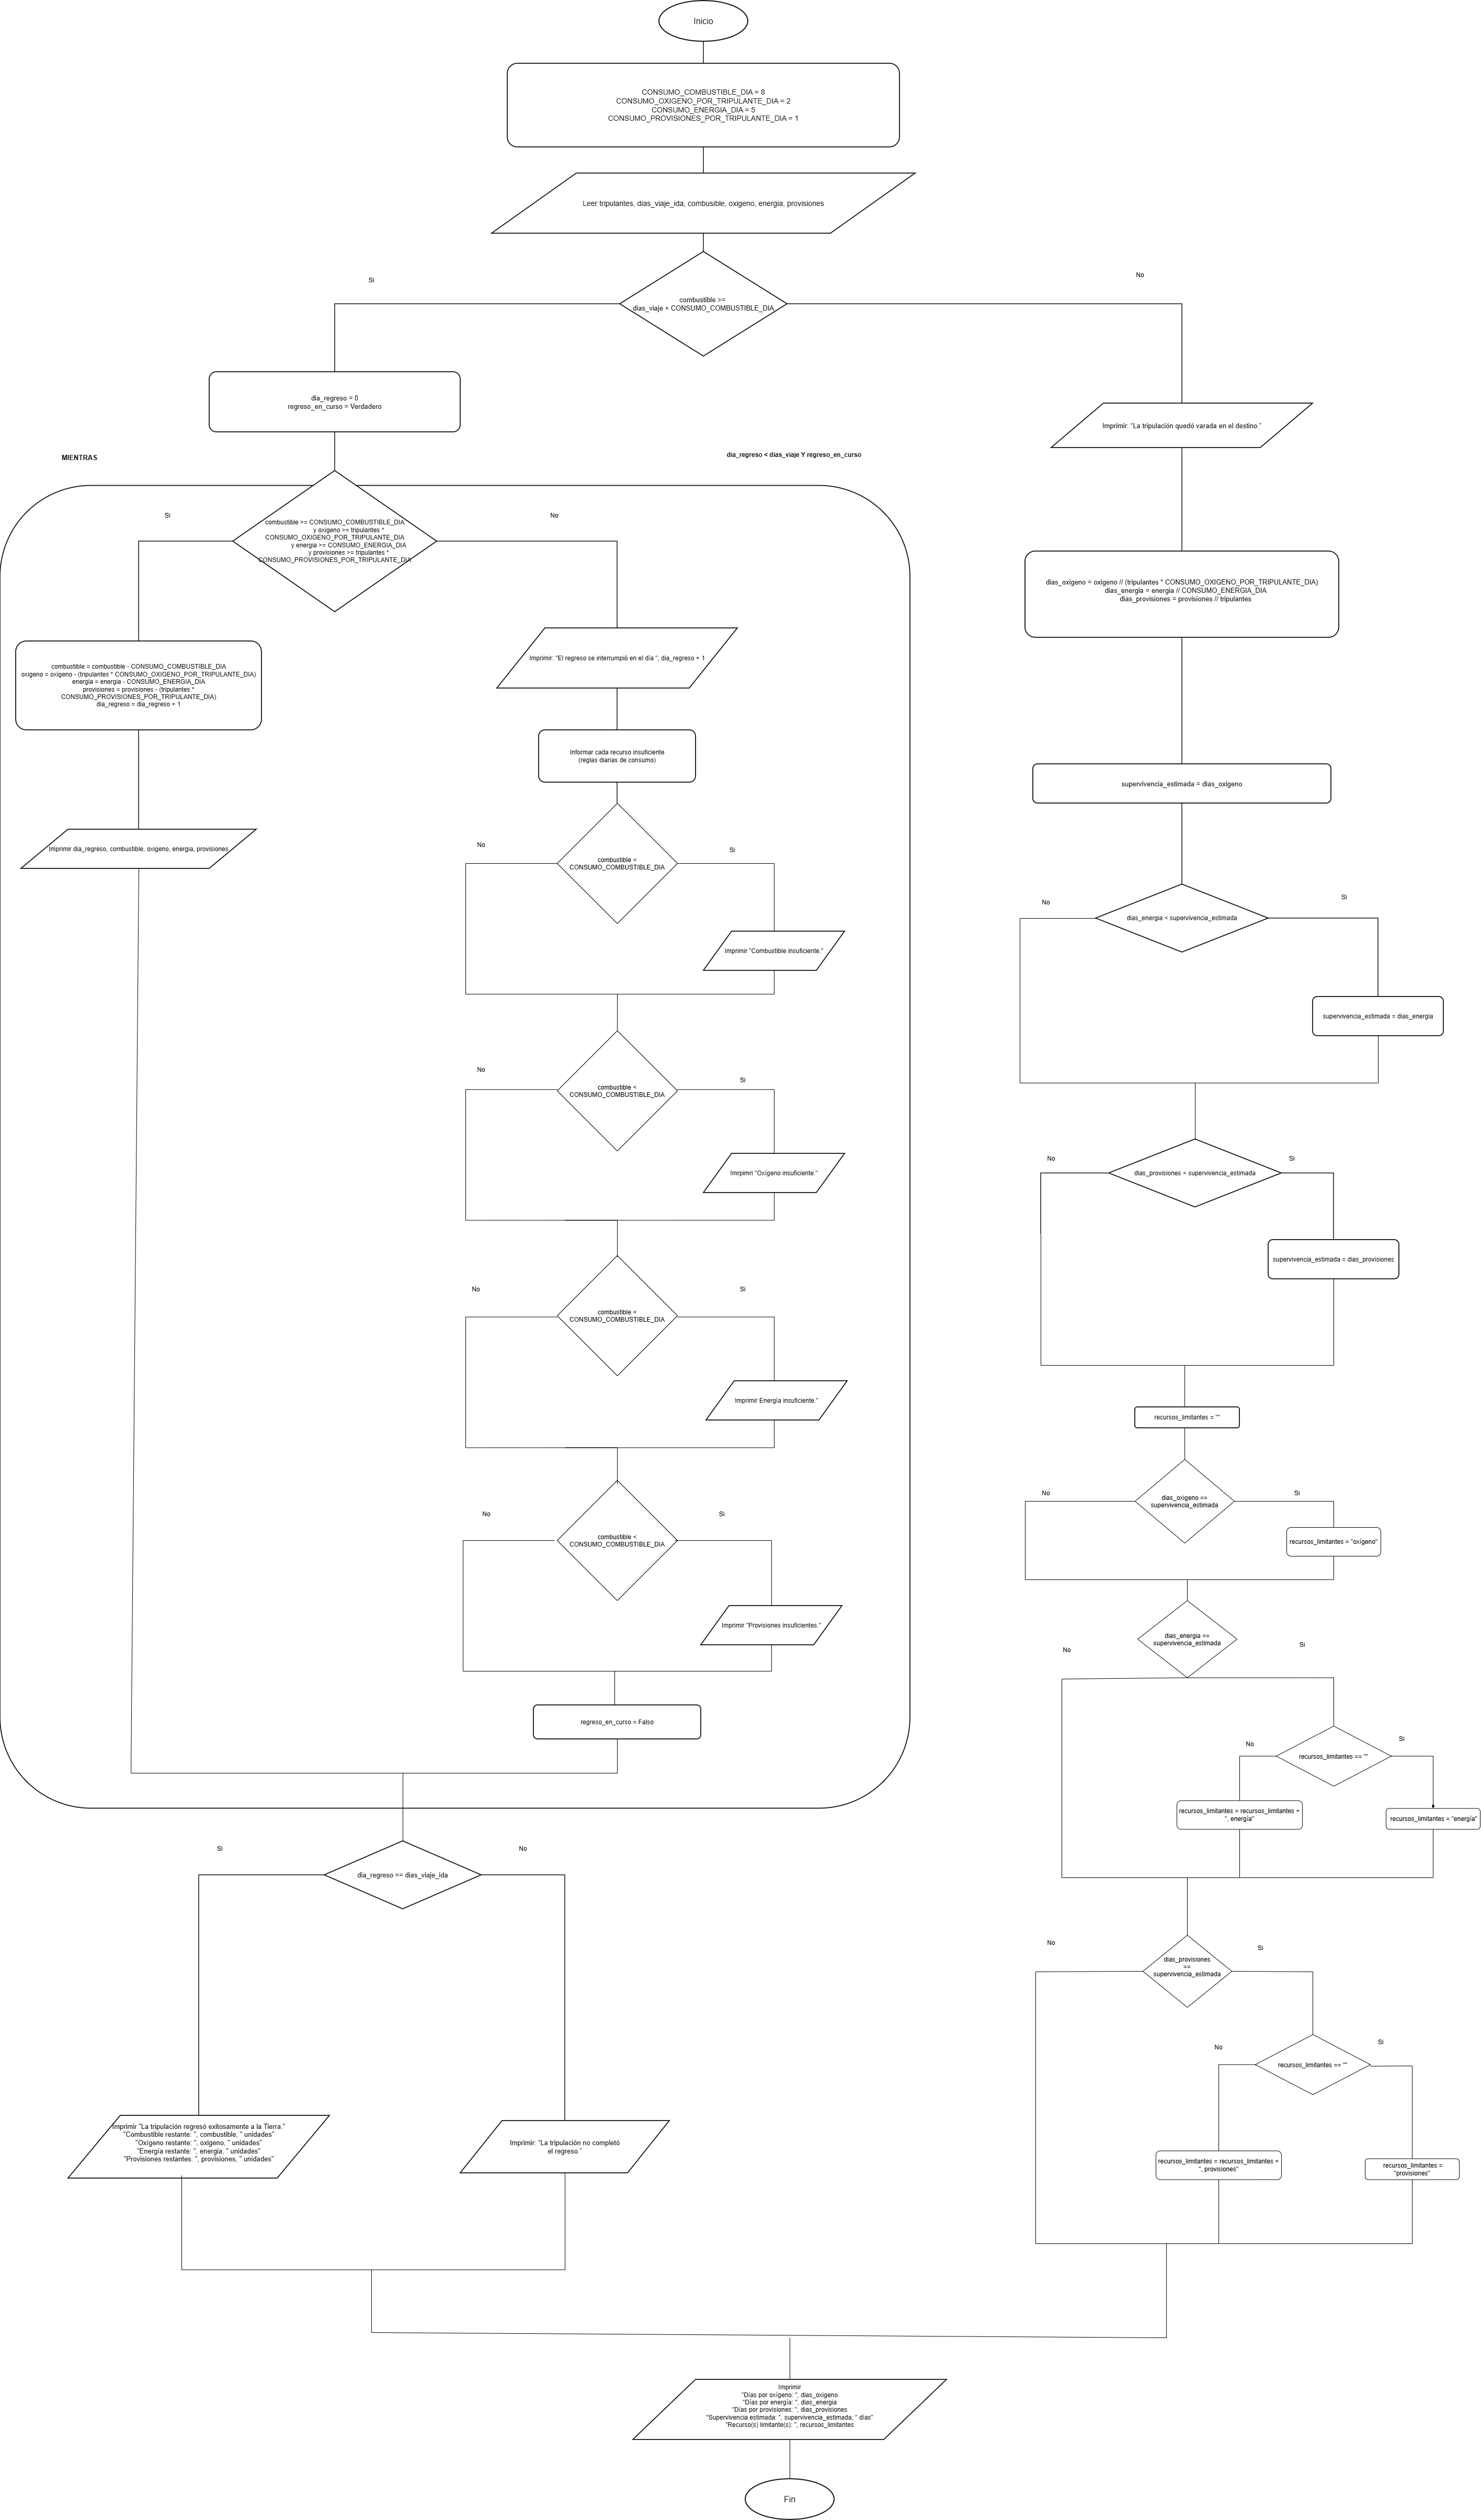 Inicio
CONSUMO_COMBUSTIBLE_DIA = 8
CONSUMO_OXIGENO_POR_TRIPULANTE_DIA = 2
CONSUMO_ENERGIA_DIA = 5
CONSUMO_PROVISIONES_POR_TRIPULANTE_DIA = 1
Leer tripulantes, dias_viaje_ida, combusible, oxigeno, energia, provisiones
Si
No
combustible >=
dias_viaje * CONSUMO_COMBUSTIBLE_DIA
dia_regreso = 0
regreso_en_curso = Verdadero
Imprimir: "La tripulación quedó varada en el destino."
MIENTRAS
dia_regreso < dias_viaje Y regreso_en_curso
Si
No
combustible >= CONSUMO_COMBUSTIBLE_DIA
y oxigeno >= tripulantes *
CONSUMO_OXIGENO_POR_TRIPULANTE_DIA
y energia >= CONSUMO_ENERGIA_DIA
y provisiones >= tripulantes *
CONSUMO_PROVISIONES_POR_TRIPULANTE_DIA
dias_oxigeno = oxigeno // (tripulantes * CONSUMO_OXIGENO_POR_TRIPULANTE_DIA)
dias_energia = energia // CONSUMO_ENERGIA_DIA
dias_provisiones = provisiones // tripulantes
combustible = combustible - CONSUMO_COMBUSTIBLE_DIA
oxigeno = oxigeno - (tripulantes * CONSUMO_OXIGENO_POR_TRIPULANTE_DIA)
energia = energia - CONSUMO_ENERGIA_DIA
provisiones = provisiones - (tripulantes *
CONSUMO_PROVISIONES_POR_TRIPULANTE_DIA)
dia_regreso = dia_regreso + 1
Imprimir: "El regreso se interrumpió en el día ", dia_regreso + 1
Informar cada recurso insuficiente
(reglas diarias de consumo)
supervivencia_estimada = dias_oxigeno
Imprimir dia_regreso, combustible, oxigeno, energia, provisiones
No
Si
combustible <
CONSUMO_COMBUSTIBLE_DIA
Imprimir "Combustible insuficiente."
No
Si
dias_energia < supervivencia_estimada
supervivencia_estimada = dias_energia
No
Si
combustible <
CONSUMO_COMBUSTIBLE_DIA
Imrpimri "Oxígeno insuficiente."
No
Si
dias_provisiones < supervivencia_estimada
supervivencia_estimada = dias_provisiones
No
Si
combustible <
CONSUMO_COMBUSTIBLE_DIA
Imprimir Energía insuficiente."
recursos_limitantes = ""
No
Si
dias_oxigeno ==
supervivencia_estimada
recursos_limitantes = "oxígeno"
No
Si
combustible <
CONSUMO_COMBUSTIBLE_DIA
Imprimir "Provisiones insuficientes."
regreso_en_curso = Falso
dias_energia ==
supervivencia_estimada
No
Si
No
Si
recursos_limitantes == ""
recursos_limitantes = recursos_limitantes +
", energía"
recursos_limitantes = "energía"
Si
No
dia_regreso == dias_viaje_ida
No
Si
dias_provisiones
==
supervivencia_estimada
No
Si
recursos_limitantes == ""
recursos_limitantes = recursos_limitantes +
", provisiones"
recursos_limitantes =
"provisiones"
Imprimir "La tripulación regresó exitosamente a la Tierra."
"Combustible restante: ", combustible, " unidades"
"Oxígeno restante: ", oxigeno, " unidades"
"Energía restante: ", energia, " unidades"
"Provisiones restantes: ", provisiones, " unidades"
Imprimir: "La tripulación no completó
el regreso."
Imprimir
"Días por oxígeno: ", dias_oxigeno
"Días por energía: ", dias_energia
"Días por provisiones: ", dias_provisiones
"Supervivencia estimada: ", supervivencia_estimada, " días"
"Recurso(s) limitante(s): ", recursos_limitantes
Fin